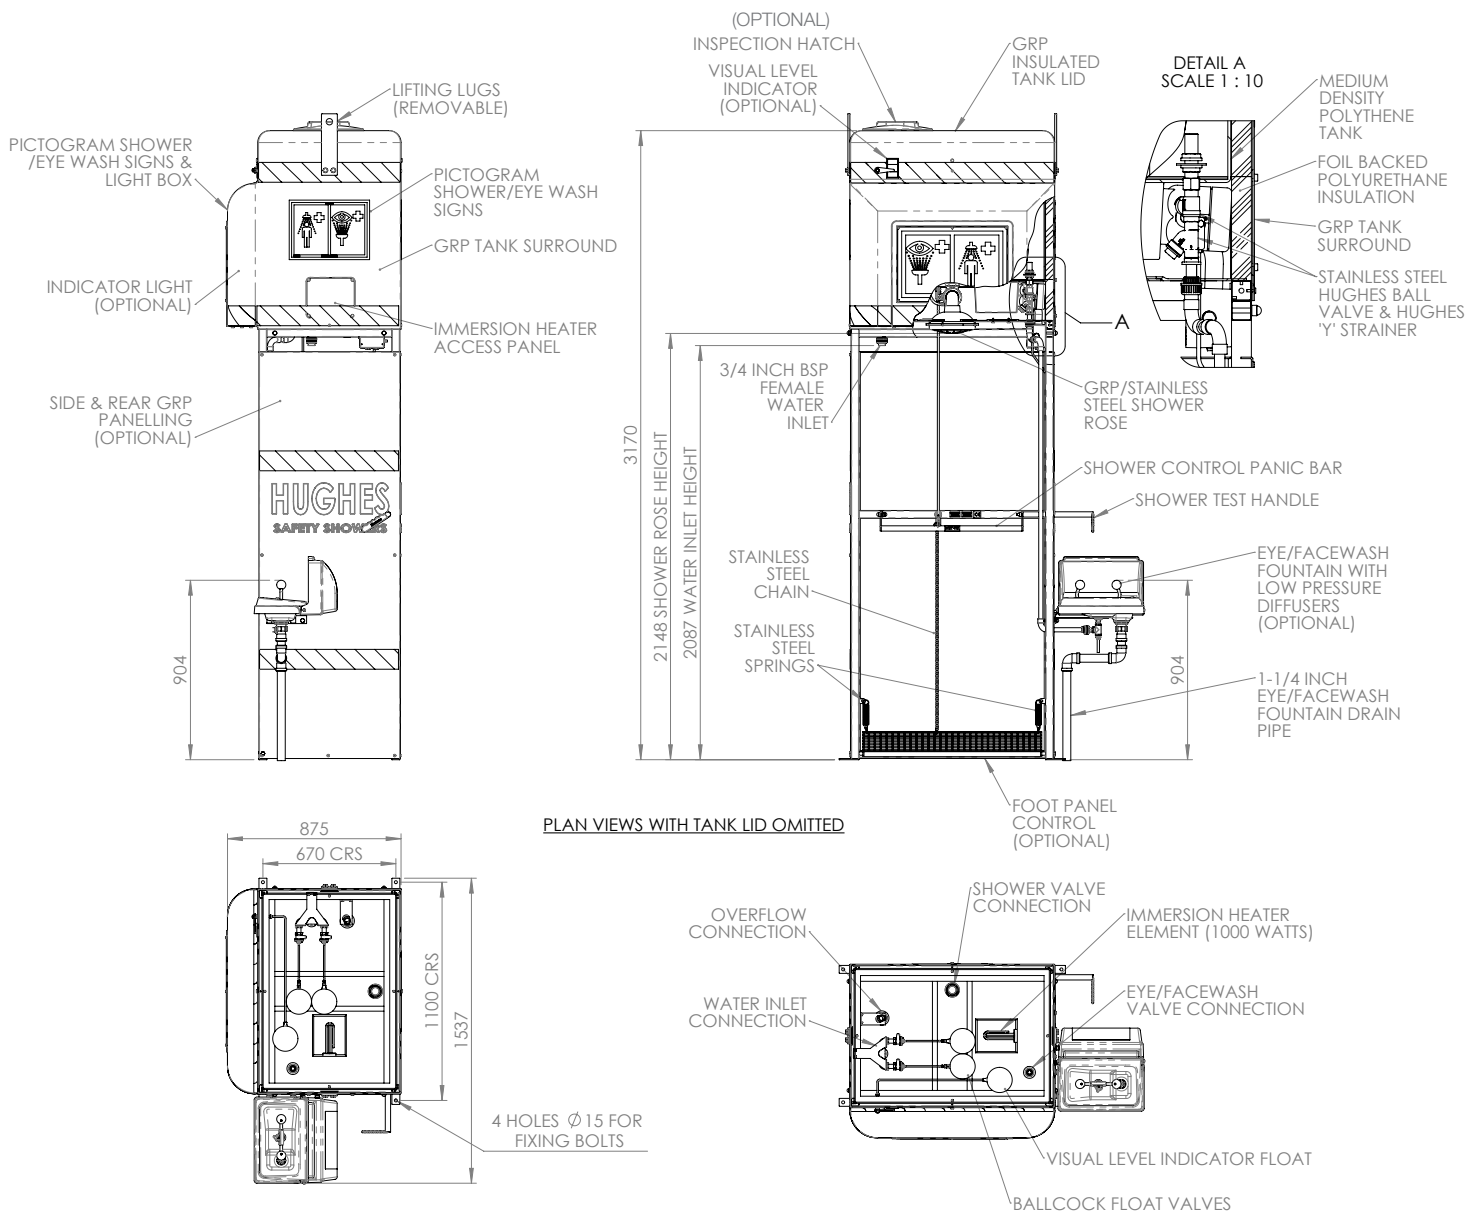 LIFTING LUGS
(REMOVABLE)
PICTOGRAM SHOWER
/EYE WASH SIGNS &
LIGHT BOX
PICTOGRAM
SHOWER/EYE WASH
SIGNS
GRP TANK SURROUND
INDICATOR LIGHT
(OPTIONAL)
IMMERSION HEATER
ACCESS PANEL
SIDE & REAR GRP
PANELLING
(OPTIONAL)
HUGHES
SAFETY SHOWERS
904
(OPTIONAL)
INSPECTION HATCH
VISUAL LEVEL
INDICATOR
(OPTIONAL)
GRP
INSULATED
TANK LID
A
3/4 INCH BSP
FEMALE
WATER
INLET
GRP/STAINLESS
STEEL SHOWER
ROSE
3170
2148 SHOWER ROSE HEIGHT
2087 WATER INLET HEIGHT
SHOWER CONTROL PANIC BAR
SHOWER TEST HANDLE
STAINLESS
STEEL
CHAIN
STAINLESS
STEEL
SPRINGS
EYE/FACEWASH
FOUNTAIN WITH
LOW PRESSURE
DIFFUSERS
(OPTIONAL)
904
1-1/4 INCH
EYE/FACEWASH
FOUNTAIN DRAIN
PIPE
FOOT PANEL
CONTROL
(OPTIONAL)
DETAIL A
SCALE 1 : 10
MEDIUM
DENSITY
POLYTHENE
TANK
FOIL BACKED
POLYURETHANE
INSULATION
GRP TANK
SURROUND
STAINLESS STEEL
HUGHES BALL
VALVE & HUGHES
'Y' STRAINER
PLAN VIEWS WITH TANK LID OMITTED
875
670 CRS
1100 CRS
1537
4 HOLES Ø 15 FOR
FIXING BOLTS
OVERFLOW
CONNECTION
SHOWER VALVE
CONNECTION
IMMERSION HEATER
ELEMENT (1000 WATTS)
WATER INLET
CONNECTION
EYE/FACEWASH
VALVE CONNECTION
VISUAL LEVEL INDICATOR FLOAT
BALLCOCK FLOAT VALVES